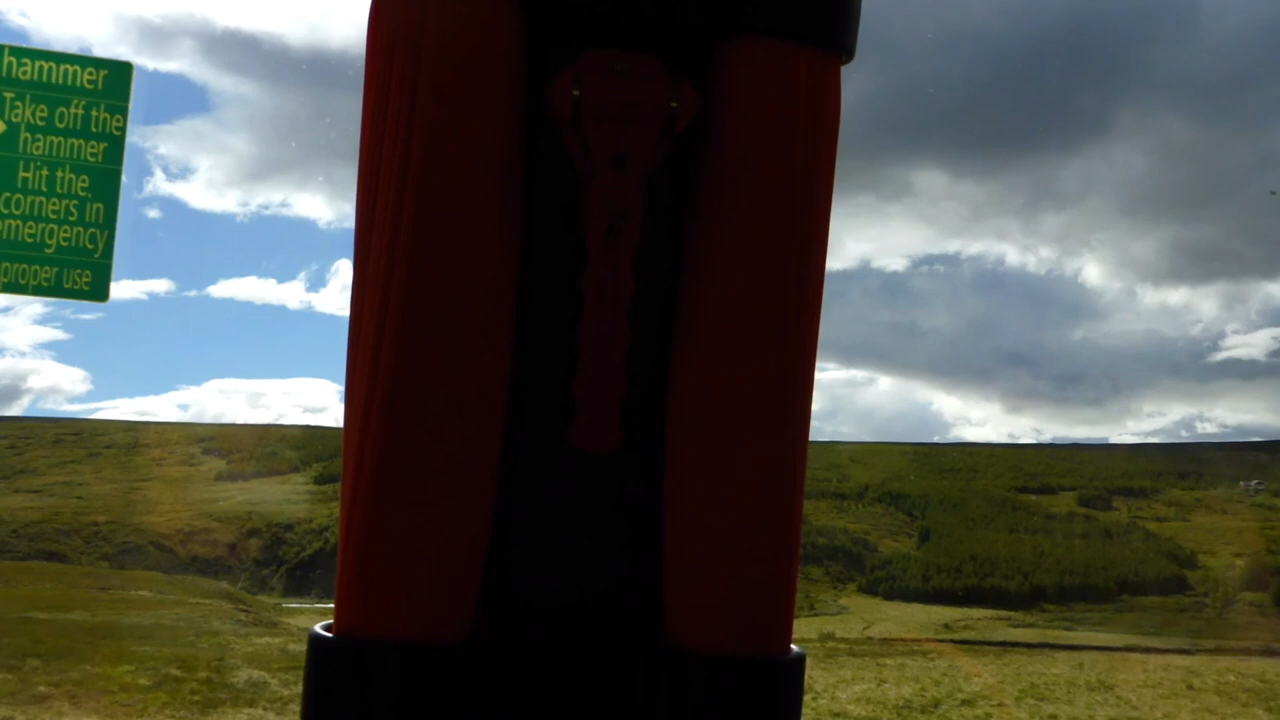 hammer
Take off the
hammer
Hit the
corners in
emergency
proper use